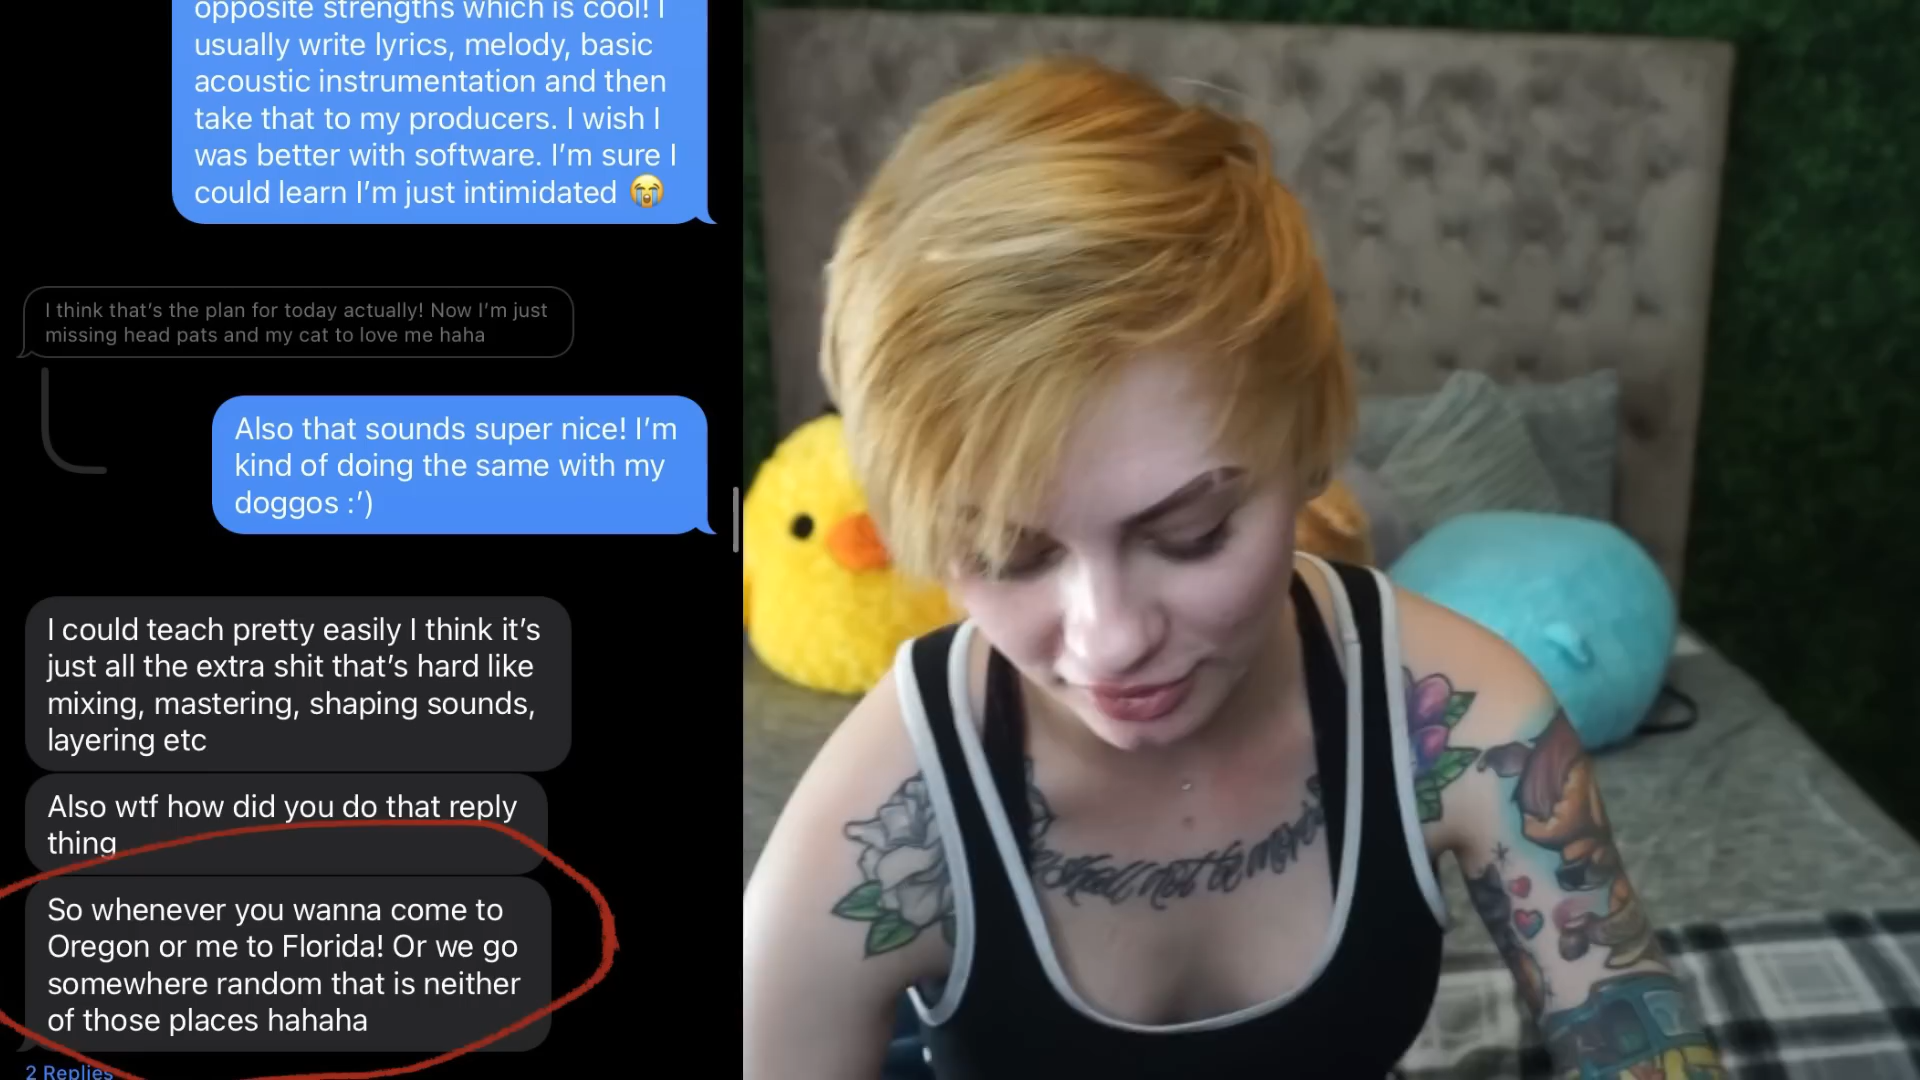 opposite strengths which is cool! I
usually write lyrics, melody, basic
acoustic instrumentation and then
take that to my producers. I wish I
was better with software. I'm sure I
could learn I'm just intimidated 😭
I think that's the plan for today actually! Now I'm just
missing head pats and my cat to love me haha
Also that sounds super nice! I'm
kind of doing the same with my
doggos :')
I could teach pretty easily I think it's
just all the extra shit that's hard like
mixing, mastering, shaping sounds,
layering etc
Also wtf how did you do that reply
thing
So whenever you wanna come to
Oregon or me to Florida! Or we go
somewhere random that is neither
of those places hahaha
2 Replies
shall not be moved